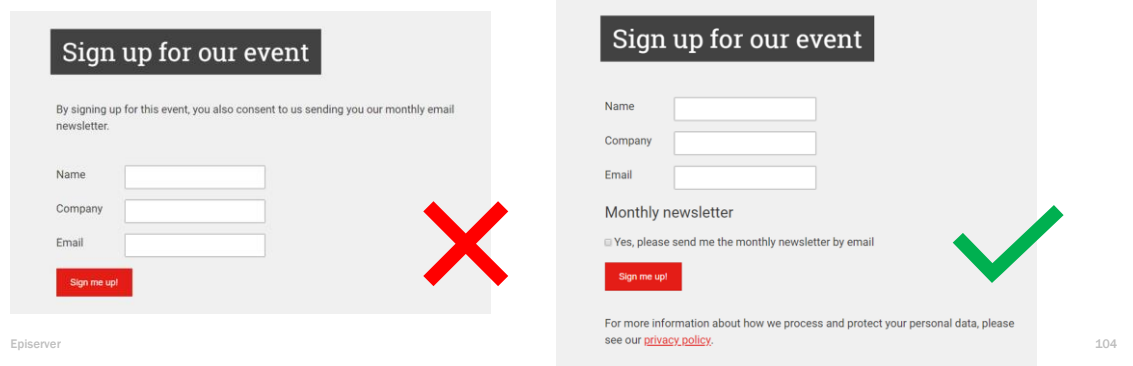 Sign up for our event
By signing up for this event, you also consent to us sending you our monthly email
newsletter.
Name
Company
Email
Sign me up!
Episerver
Sign up for our event
Name
Company
Email
Monthly newsletter
Yes, please send me the monthly newsletter by email
Sign me up!
For more information about how we process and protect your personal data, please
see our privacy policy.
104